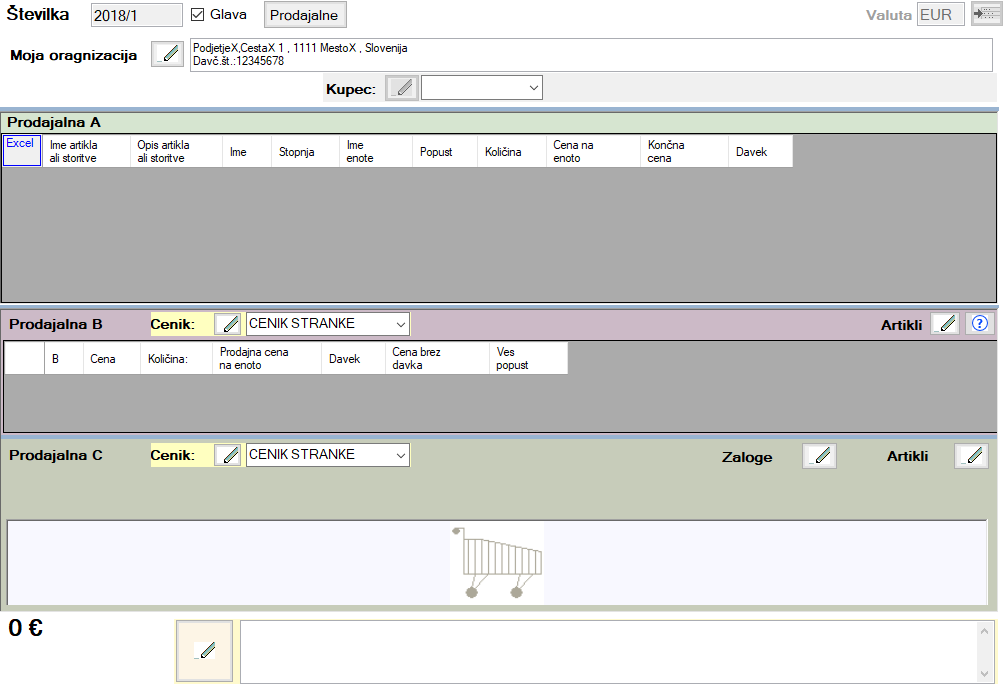 Številka 2018/1 Glava Prodajalne Valuta EUR
Moja oragnizacija
PodjetjeX,CestaX 1 , 1111 MestoX , Slovenija
Davč.št.:12345678
Kupec:
Prodajalna A
Excel
Ime artikla
ali storitve
Opis artikla
ali storitve
Ime
Stopnja
Ime
enote
Popust
Količina
Cena na
enoto
Končna
cena
Davek
Prodajalna B Cenik: CENIK STRANKE Artikli ?
B
Cena
Količina:
Prodajna cena
na enoto
Davek
Cena brez
davka
Ves
popust
Prodajalna C Cenik: CENIK STRANKE Zaloge Artikli
0 €